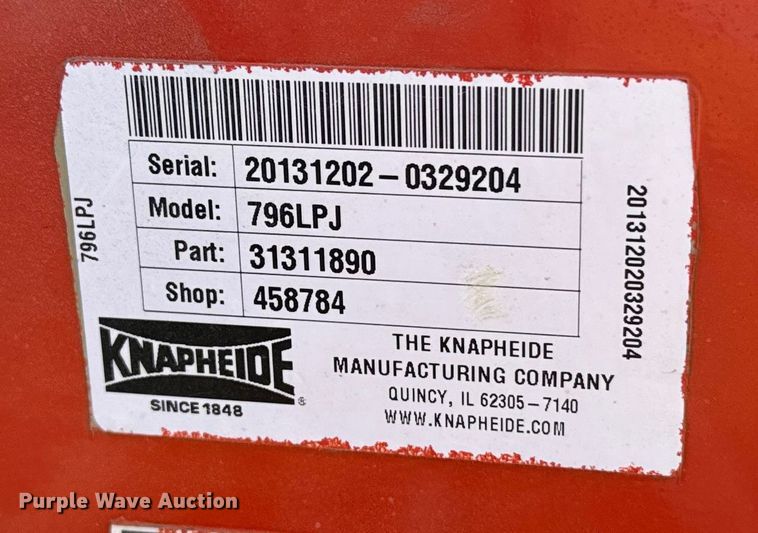 Serial: 20131202-0329204
Model: 796LPJ
Part: 31311890
Shop: 458784
796LPJ
201312020329204
KNAPHEIDE
SINCE 1848
®
THE KNAPHEIDE
MANUFACTURING COMPANY
QUINCY, IL 62305-7140
WWW.KNAPHEIDE.COM
Purple Wave Auction